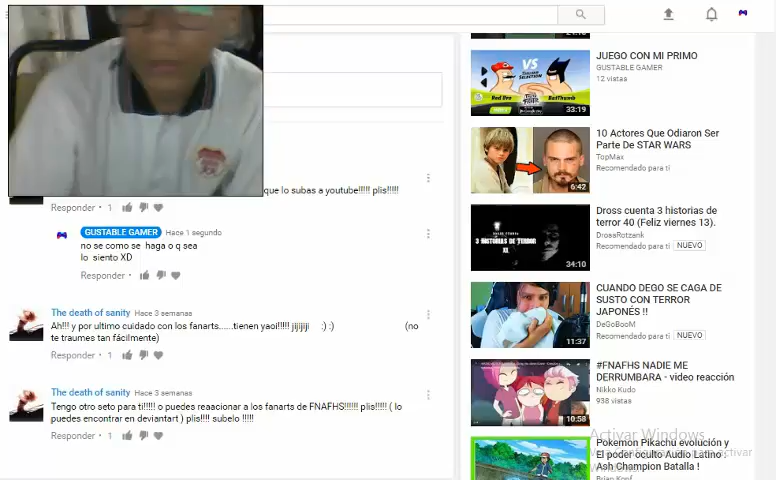 que lo subas a youtube!!!!! plis!!!!!
Responder · 1
GUSTABLE GAMER Hace 1 segundo
no se como se haga o q sea
lo siento XD
Responder ·
The death of sanity Hace 3 semanas
Ah!!! y por ultimo cuidado con los fanarts......tienen yaoi!!!!! jijijijiji :) :) (no
te traumes tan fácilmente)
Responder · 1
The death of sanity Hace 3 semanas
Tengo otro seto para ti!!!!! o puedes reaacionar a los fanarts de FNAFHS!!!!!! plis!!!!! ( lo
puedes encontrar en deviantart ) plis!!!! subelo !!!!!
Responder · 1
VS
33:19
JUEGO CON MI PRIMO
GUSTABLE GAMER
12 vistas
6:42
10 Actores Que Odiaron Ser
Parte De STAR WARS
TopMax
Recomendado para ti
3 HISTORIAS DE TERROR
XL
34:10
Dross cuenta 3 historias de
terror 40 (Feliz viernes 13).
DrossRotzank
Recomendado para ti NUEVO
11:37
CUANDO DEGO SE CAGA DE
SUSTO CON TERROR
JAPONÉS !!
DeGoBooM
Recomendado para ti NUEVO
10:58
#FNAFHS NADIE ME
DERRUMBARA - video reacción
Nikko Kudo
938 vistas
Activar Windows
Pokemon Pikachu evolución y
El poder oculto Audio Latino :
Ash Champion Batalla !